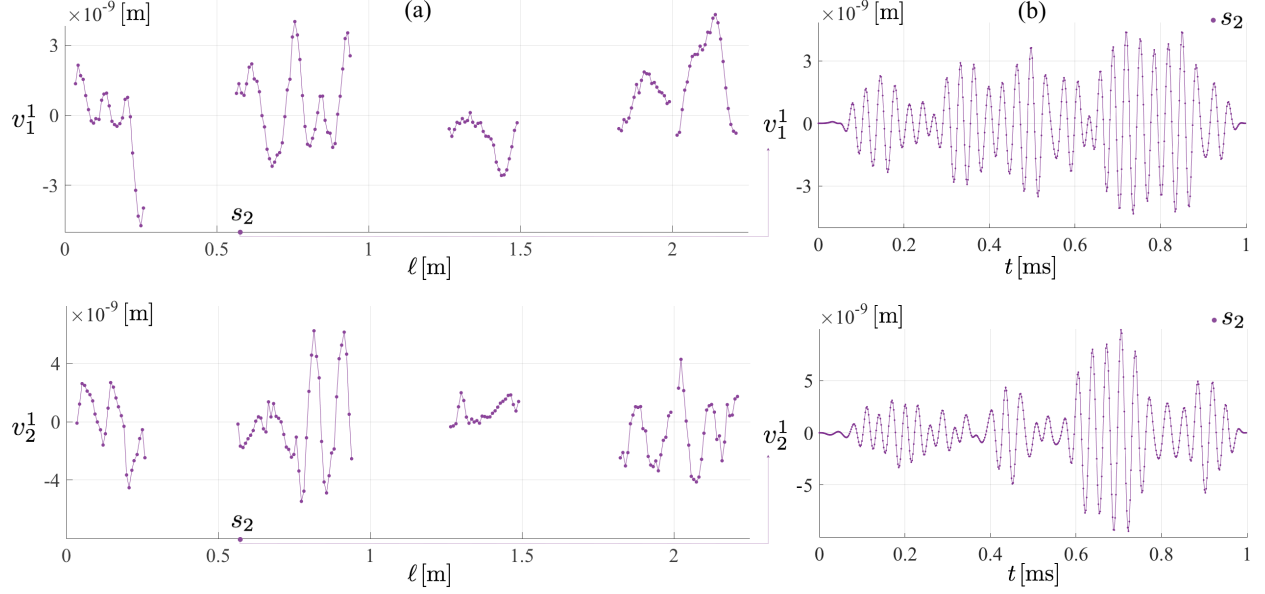 ×10⁻⁹ [m]
(a)
3
0
-3
v₁¹
s₂
0 0.5 1 1.5 2
ℓ [m]
×10⁻⁹ [m]
(b)
s₂
3
0
-3
v₁¹
0 0.2 0.4 0.6 0.8 1
t [ms]
×10⁻⁹ [m]
4
0
-4
v₂¹
s₂
0 0.5 1 1.5 2
ℓ [m]
×10⁻⁹ [m]
s₂
5
0
-5
v₂¹
0 0.2 0.4 0.6 0.8 1
t [ms]